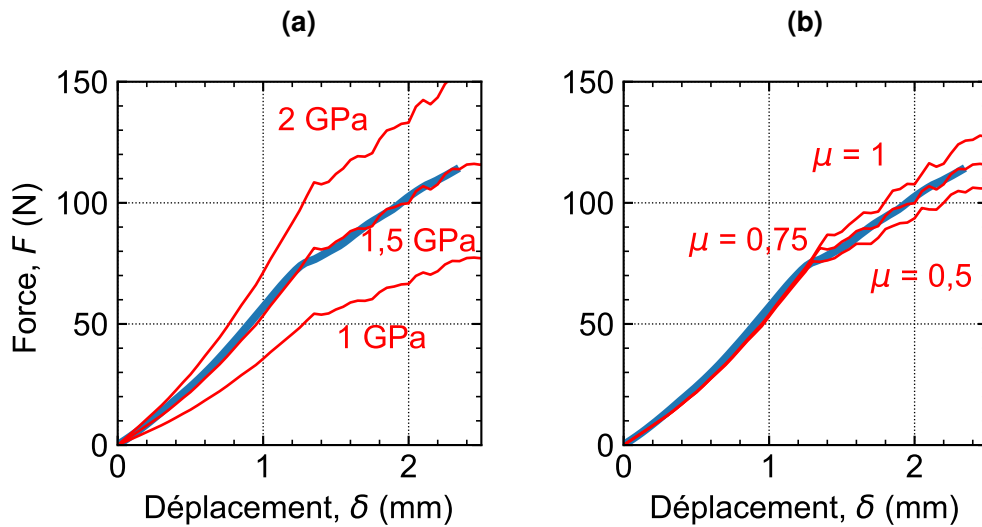 (a)
150
100
50
0
0
1
2
Force, F (N)
Déplacement, δ (mm)
2 GPa
1,5 GPa
1 GPa
(b)
150
100
50
0
0
1
2
Déplacement, δ (mm)
μ = 1
μ = 0,75
μ = 0,5